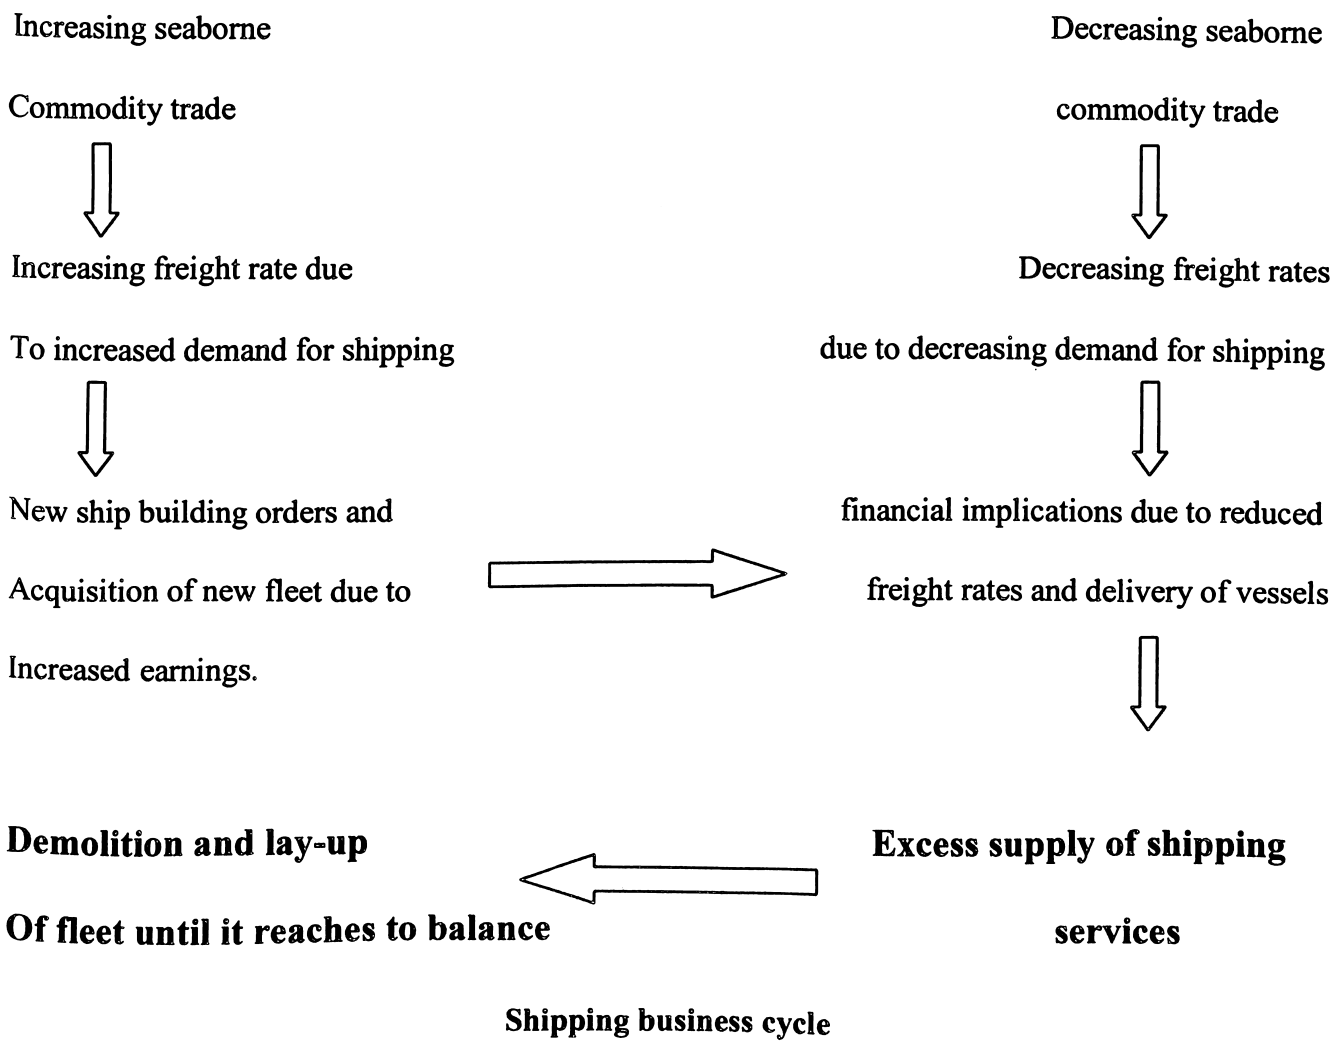 Increasing seaborne
Commodity trade
Increasing freight rate due
To increased demand for shipping
New ship building orders and
Acquisition of new fleet due to
Increased earnings.
Decreasing seaborne
commodity trade
Decreasing freight rates
due to decreasing demand for shipping
financial implications due to reduced
freight rates and delivery of vessels
Excess supply of shipping
services
Demolition and lay-up
Of fleet until it reaches to balance
Shipping business cycle